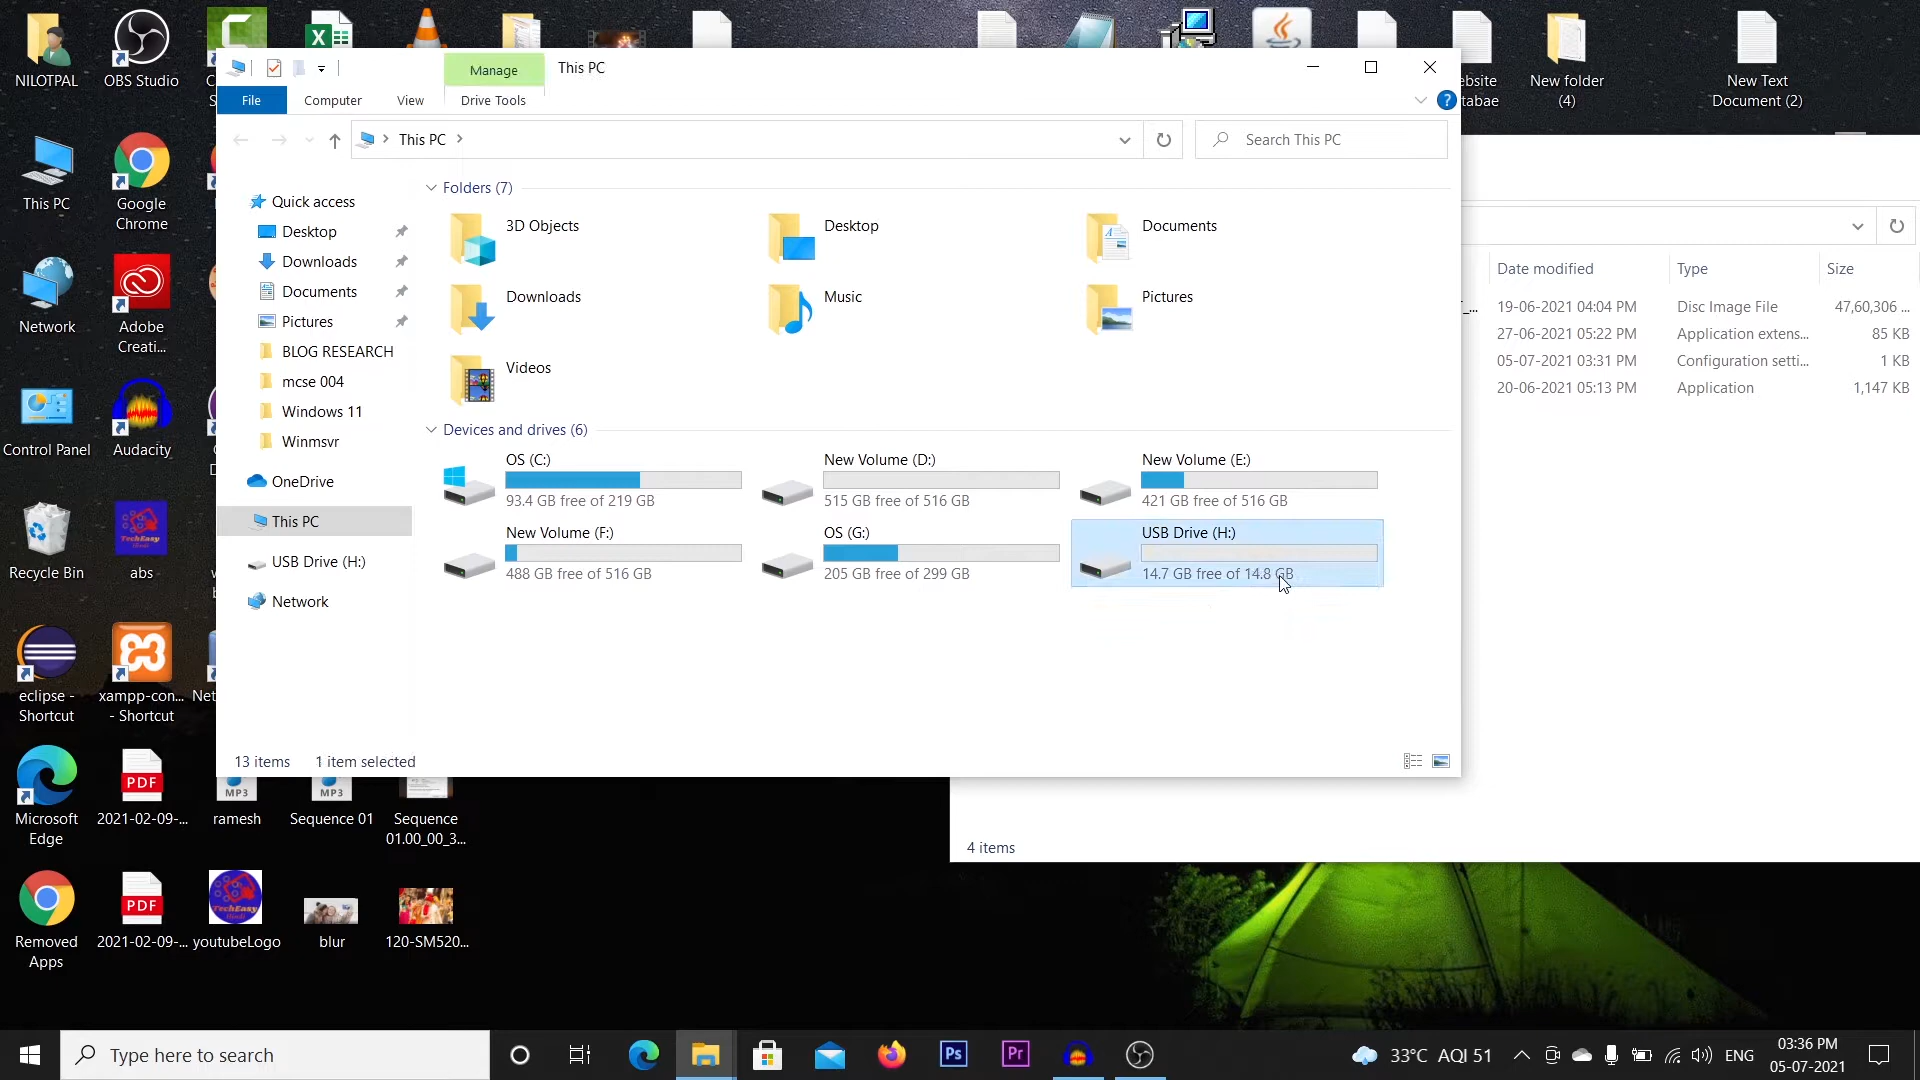 Manage
This PC
File
Computer
View
Drive Tools
This PC
Search This PC
Quick access
Desktop
Downloads
Documents
Pictures
BLOG RESEARCH
mcse 004
Windows 11
Winmsvr
OneDrive
This PC
USB Drive (H:)
Network
Folders (7)
3D Objects
Desktop
Documents
Downloads
Music
Pictures
Videos
Devices and drives (6)
OS (C:)
93.4 GB free of 219 GB
New Volume (D:)
515 GB free of 516 GB
New Volume (E:)
421 GB free of 516 GB
New Volume (F:)
488 GB free of 516 GB
OS (G:)
205 GB free of 299 GB
USB Drive (H:)
14.7 GB free of 14.8 GB
13 items
1 item selected
Date modified
Type
Size
19-06-2021 04:04 PM
Disc Image File
47,60,306 ...
27-06-2021 05:22 PM
Application extens...
85 KB
05-07-2021 03:31 PM
Configuration setti...
1 KB
20-06-2021 05:13 PM
Application
1,147 KB
4 items
NILOTPAL
OBS Studio
New folder
(4)
New Text
Document (2)
This PC
Google
Chrome
Network
Adobe
Creati...
Control Panel
Audacity
Recycle Bin
TechEasy
abs
eclipse -
Shortcut
xampp-con...
- Shortcut
Microsoft
Edge
PDF
2021-02-09-...
MP3
ramesh
MP3
Sequence 01
Sequence
01.00_00_3...
Removed
Apps
PDF
2021-02-09-...
TechEasy
youtubeLogo
blur
120-SM520...
Type here to search
Ps
Pr
33°C AQI 51
ENG
03:36 PM
05-07-2021